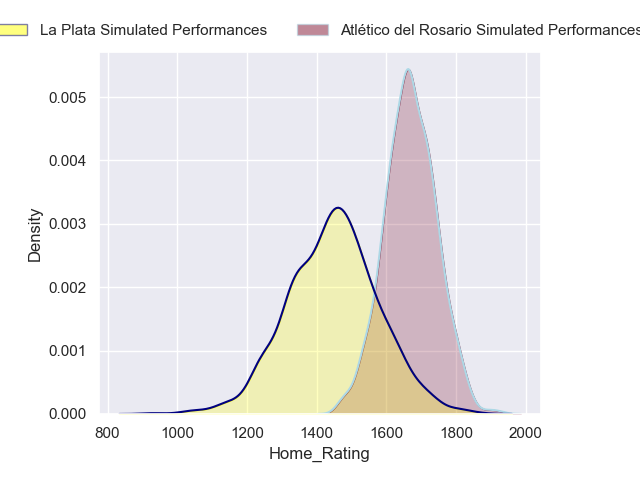 La Plata Simulated Performances
Atlético del Rosario Simulated Performances
0.005
0.004
0.003
0.002
0.001
0.000
Density
800 1000 1200 1400 1600 1800 2000
Home_Rating